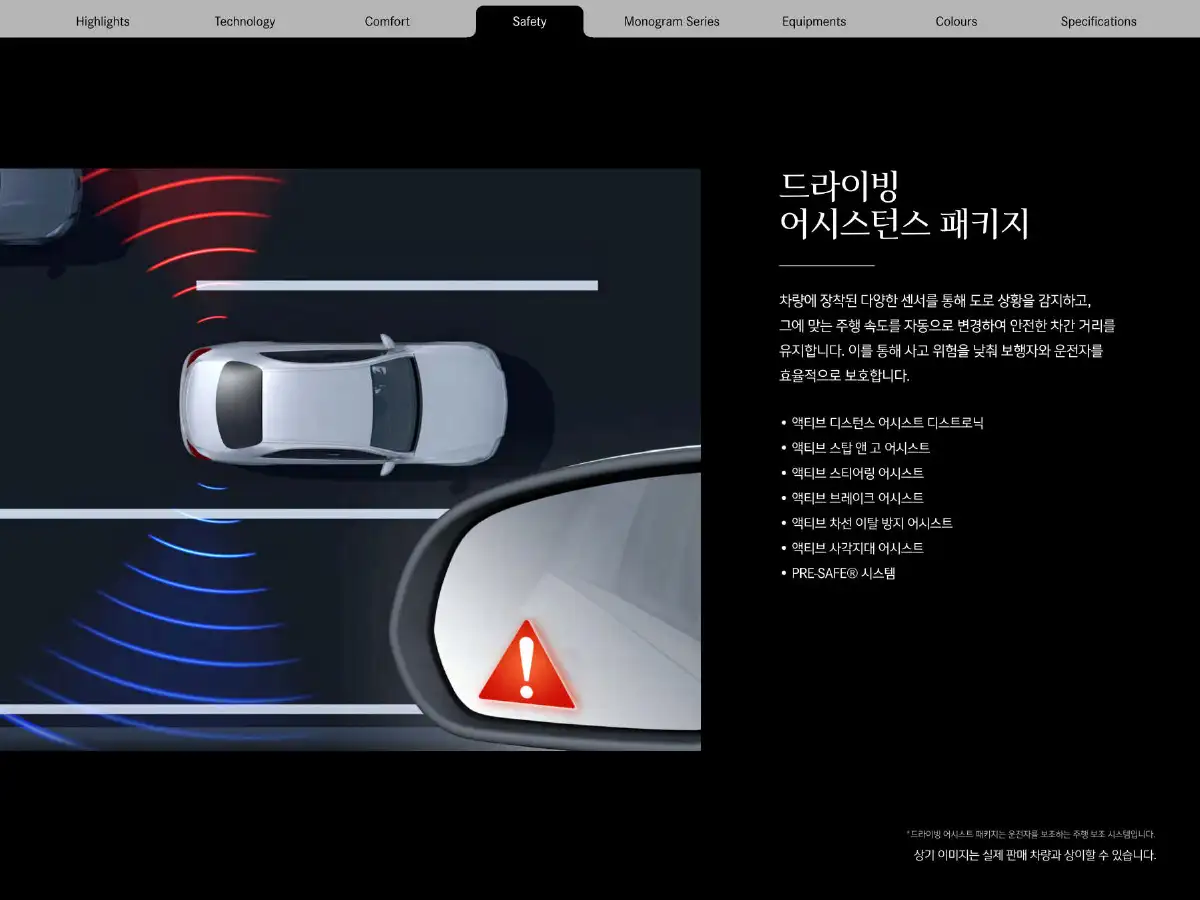 Highlights
Technology
Comfort
Safety
Monogram Series
Equipments
Colours
Specifications
드라이빙
어시스턴스 패키지
차량에 장착된 다양한 센서를 통해 도로 상황을 감지하고,
그에 맞는 주행 속도를 자동으로 변경하여 안전한 차간 거리를
유지합니다. 이를 통해 사고 위험을 낮춰 보행자와 운전자를
효율적으로 보호합니다.
• 액티브 디스턴스 어시스트 디스트로닉
• 액티브 스탑 앤 고 어시스트
• 액티브 스티어링 어시스트
• 액티브 브레이크 어시스트
• 액티브 차선 이탈 방지 어시스트
• 액티브 사각지대 어시스트
• PRE-SAFE® 시스템
*드라이빙 어시스트 패키지는 운전자를 보조하는 주행 보조 시스템입니다.
상기 이미지는 실제 판매 차량과 상이할 수 있습니다.